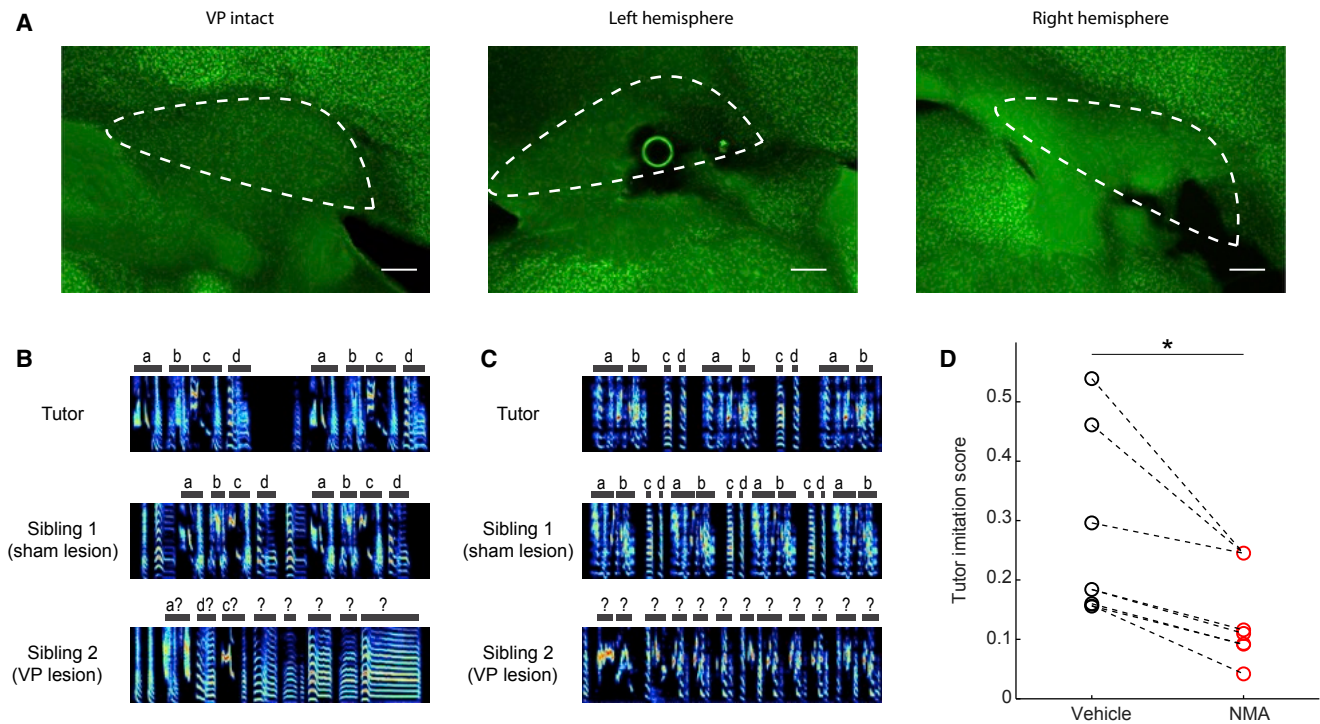 A
VP intact
Left hemisphere
Right hemisphere
B
a b c d a b c d
Tutor
a b c d a b c d
Sibling 1
(sham lesion)
a? d? c? ? ? ? ? ?
Sibling 2
(VP lesion)
C
a b c d a b c d a b
Tutor
a b c d a b c d a b c d a b
Sibling 1
(sham lesion)
? ? ? ? ? ? ? ? ? ? ? ?
Sibling 2
(VP lesion)
D
*
Tutor imitation score
0.5
0.4
0.3
0.2
0.1
0
Vehicle
NMA